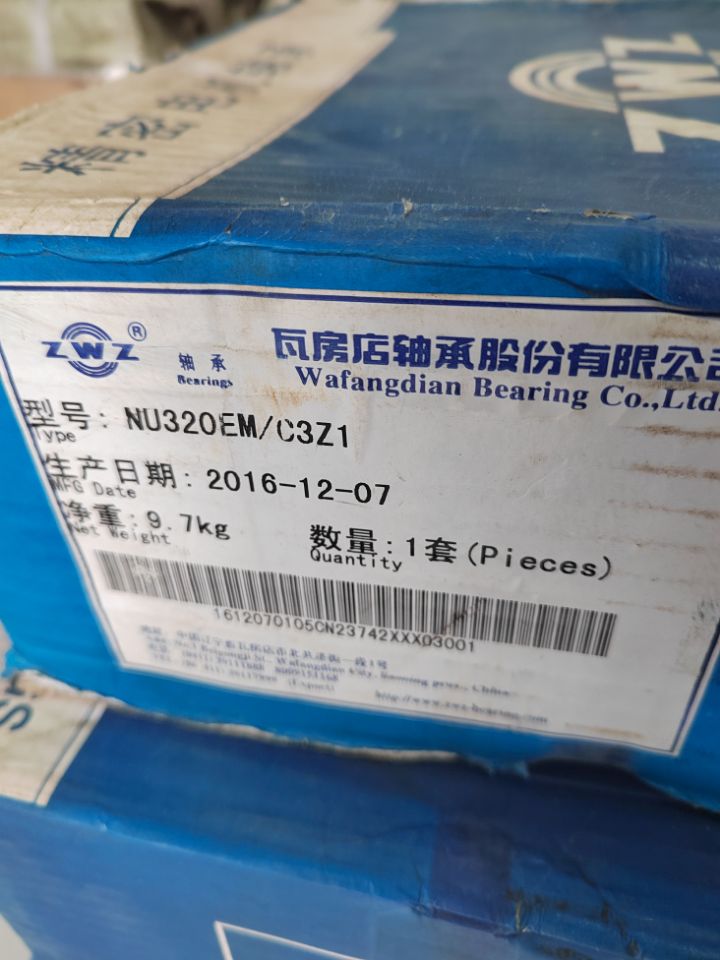 ZWZ
ZWZ®
轴承
Bearings
瓦房店轴承股份有限公司
Wafangdian Bearing Co.,Ltd.
型号: NU320EM/C3Z1
Type
生产日期: 2016-12-07
MFG Date
净重: 9.7kg
Net Weight
数量: 1套(Pieces)
Quantity
1612070105CN23742XXX03001